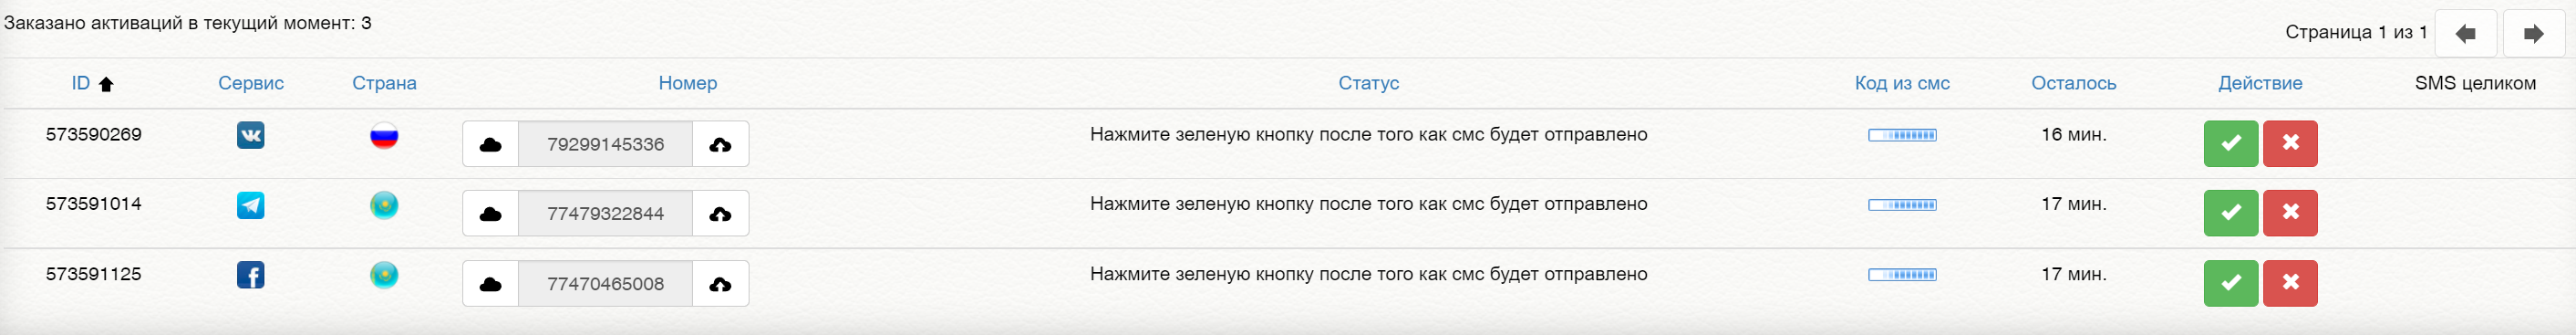 Заказано активаций в текущий момент: 3
Страница 1 из 1
ID Сервис Страна Номер Статус Код из смс Осталось Действие SMS целиком
573590269 79299145336 Нажмите зеленую кнопку после того как смс будет отправлено 16 мин.
573591014 77479322844 Нажмите зеленую кнопку после того как смс будет отправлено 17 мин.
573591125 77470465008 Нажмите зеленую кнопку после того как смс будет отправлено 17 мин.